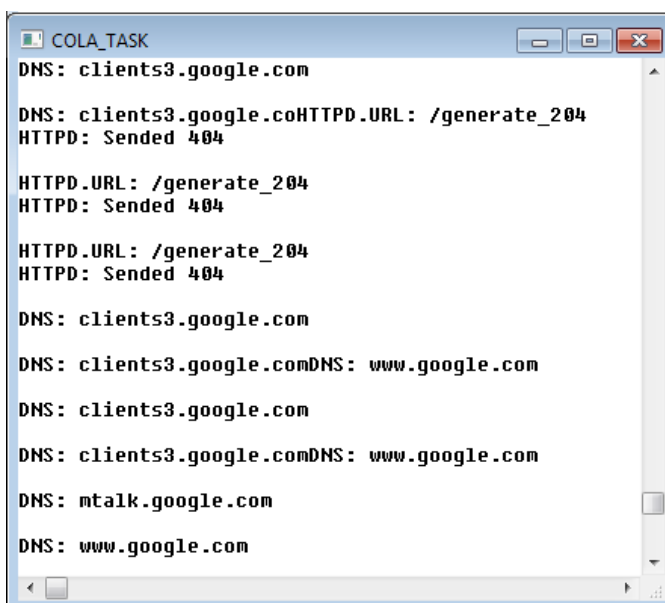 COLA_TASK
DNS: clients3.google.com
DNS: clients3.google.coHTTPD.URL: /generate_204
HTTPD: Sended 404
HTTPD.URL: /generate_204
HTTPD: Sended 404
HTTPD.URL: /generate_204
HTTPD: Sended 404
DNS: clients3.google.com
DNS: clients3.google.comDNS: www.google.com
DNS: clients3.google.com
DNS: clients3.google.comDNS: www.google.com
DNS: mtalk.google.com
DNS: www.google.com